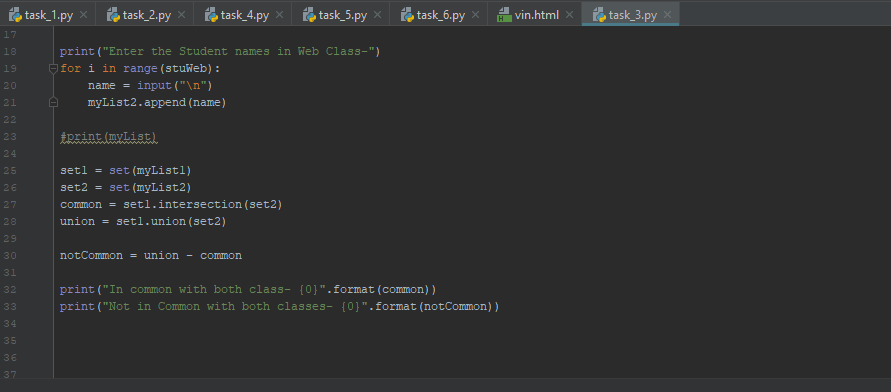 task_1.py × task_2.py × task_4.py × task_5.py × task_6.py × vin.html × task_3.py ×
17
18 print("Enter the Student names in Web Class-")
19 for i in range(stuWeb):
20     name = input("\n")
21     myList2.append(name)
22
23 #print(myList)
24
25 set1 = set(myList1)
26 set2 = set(myList2)
27 common = set1.intersection(set2)
28 union = set1.union(set2)
29
30 notCommon = union - common
31
32 print("In common with both class- {0}".format(common))
33 print("Not in Common with both classes- {0}".format(notCommon))
34
35
36
37